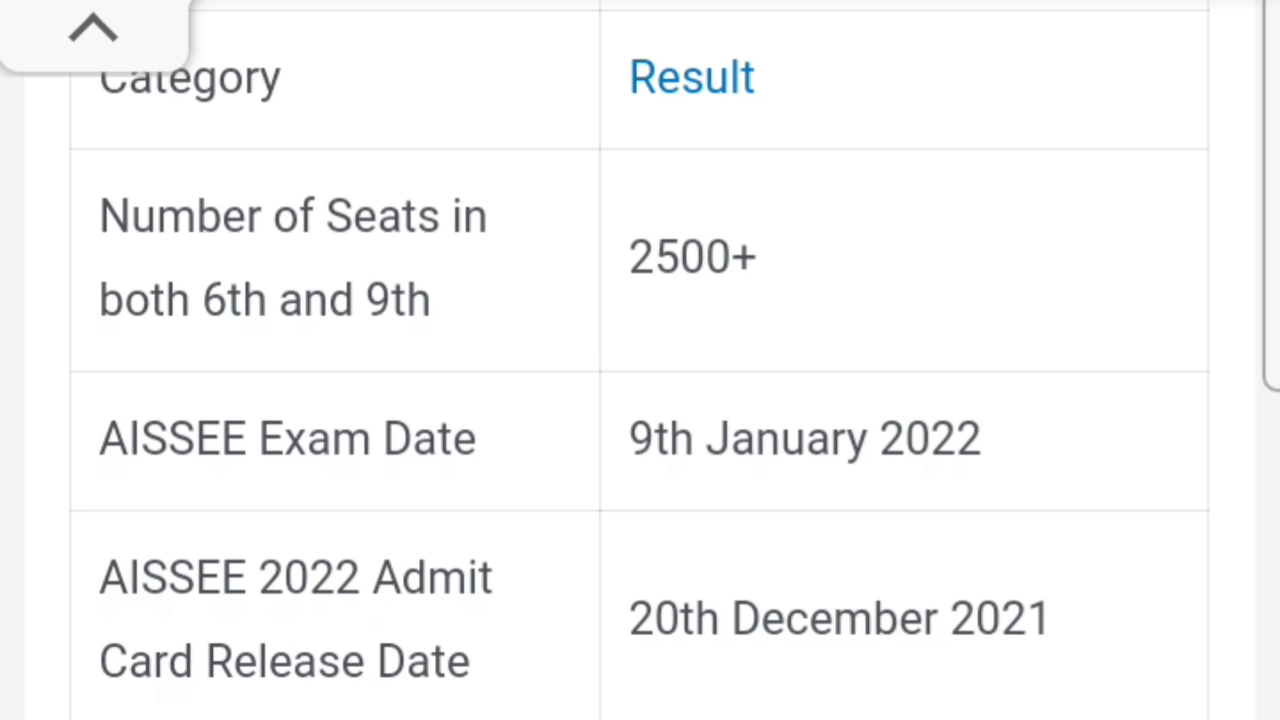 Category
Result
Number of Seats in
both 6th and 9th
2500+
AISSEE Exam Date
9th January 2022
AISSEE 2022 Admit
Card Release Date
20th December 2021